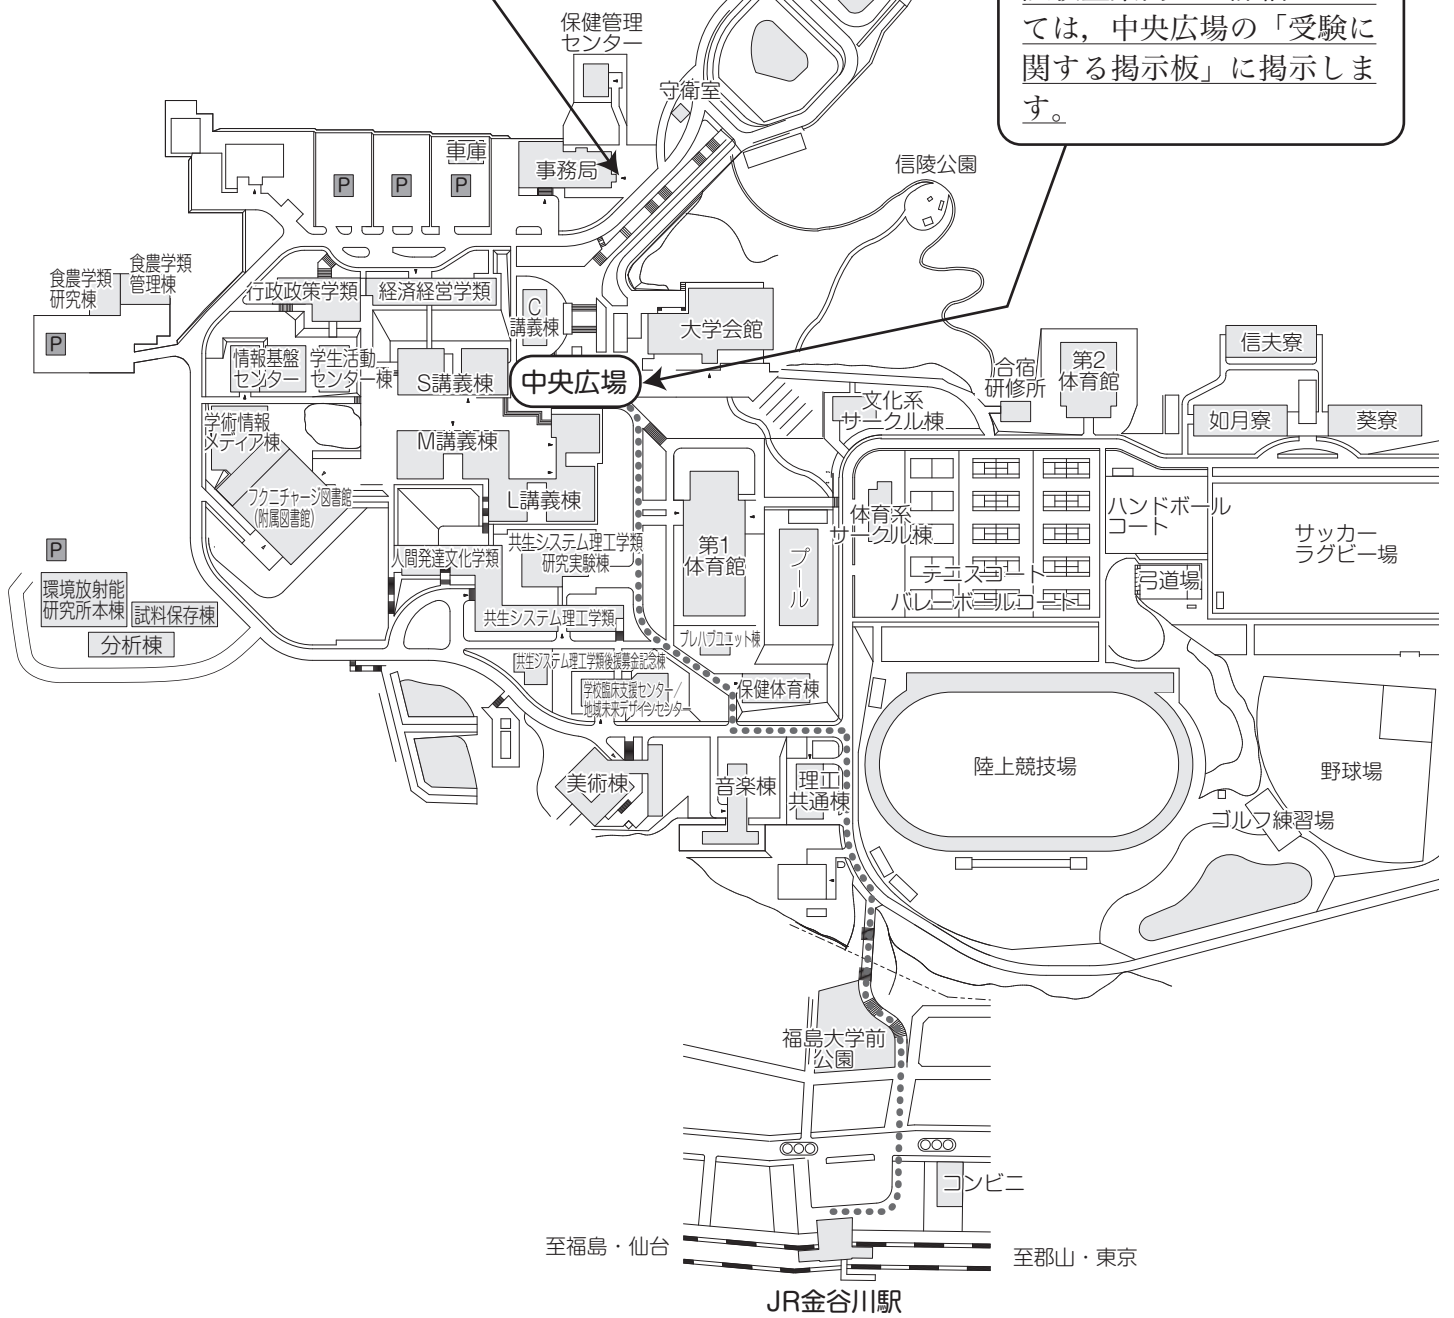 ては，中央広場の「受験に
関する掲示板」に掲示しま
す。
保健管理
センター
守衛室
車庫
事務局
信陵公園
P
P
P
食農学類
研究棟
食農学類
管理棟
行政政策学類
経済経営学類
C
講義棟
大学会館
P
情報基盤
センター
学生活動
センター棟
S講義棟
中央広場
文化系
サークル棟
合宿
研修所
第2
体育館
信夫寮
如月寮
葵寮
学術情報
メディア棟
M講義棟
L講義棟
フクニチャージ図書館
(附属図書館)
人間発達文化学類
共生システム理工学類
研究実験棟
第1
体育館
プール
体育系
サークル棟
テニスコート
バレーボールコート
ハンドボール
コート
弓道場
サッカー
ラグビー場
P
環境放射能
研究所本棟
試料保存棟
分析棟
共生システム理工学類
プレハブユニット棟
共生システム理工学類後援募金記念棟
学校臨床支援センター/
地域未来デザインセンター
保健体育棟
美術棟
音楽棟
理工
共通棟
陸上競技場
野球場
ゴルフ練習場
福島大学前
公園
コンビニ
至福島・仙台
至郡山・東京
JR金谷川駅